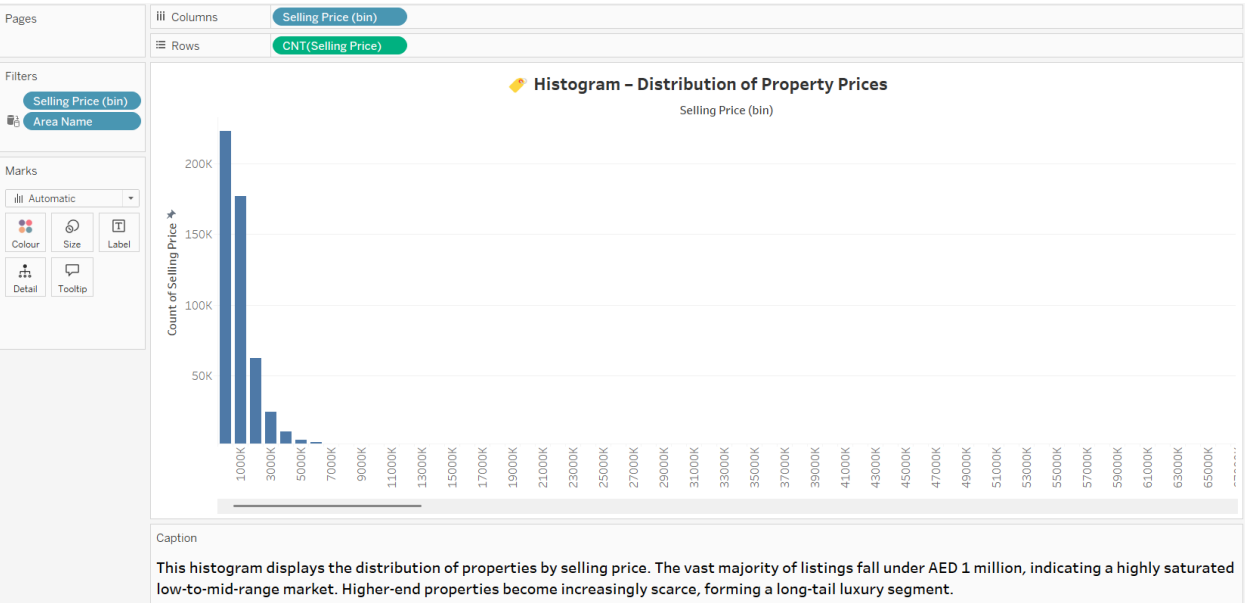 Pages
Columns
Selling Price (bin)
Rows
CNT(Selling Price)
Filters
Selling Price (bin)
Area Name
Marks
Automatic
Colour
Size
Label
Detail
Tooltip
Histogram – Distribution of Property Prices
Selling Price (bin)
Count of Selling Price
200K
150K
100K
50K
1000K
3000K
5000K
7000K
9000K
11000K
13000K
15000K
17000K
19000K
21000K
23000K
25000K
27000K
29000K
31000K
33000K
35000K
37000K
39000K
41000K
43000K
45000K
47000K
49000K
51000K
53000K
55000K
57000K
59000K
61000K
63000K
65000K
Caption
This histogram displays the distribution of properties by selling price. The vast majority of listings fall under AED 1 million, indicating a highly saturated
low-to-mid-range market. Higher-end properties become increasingly scarce, forming a long-tail luxury segment.